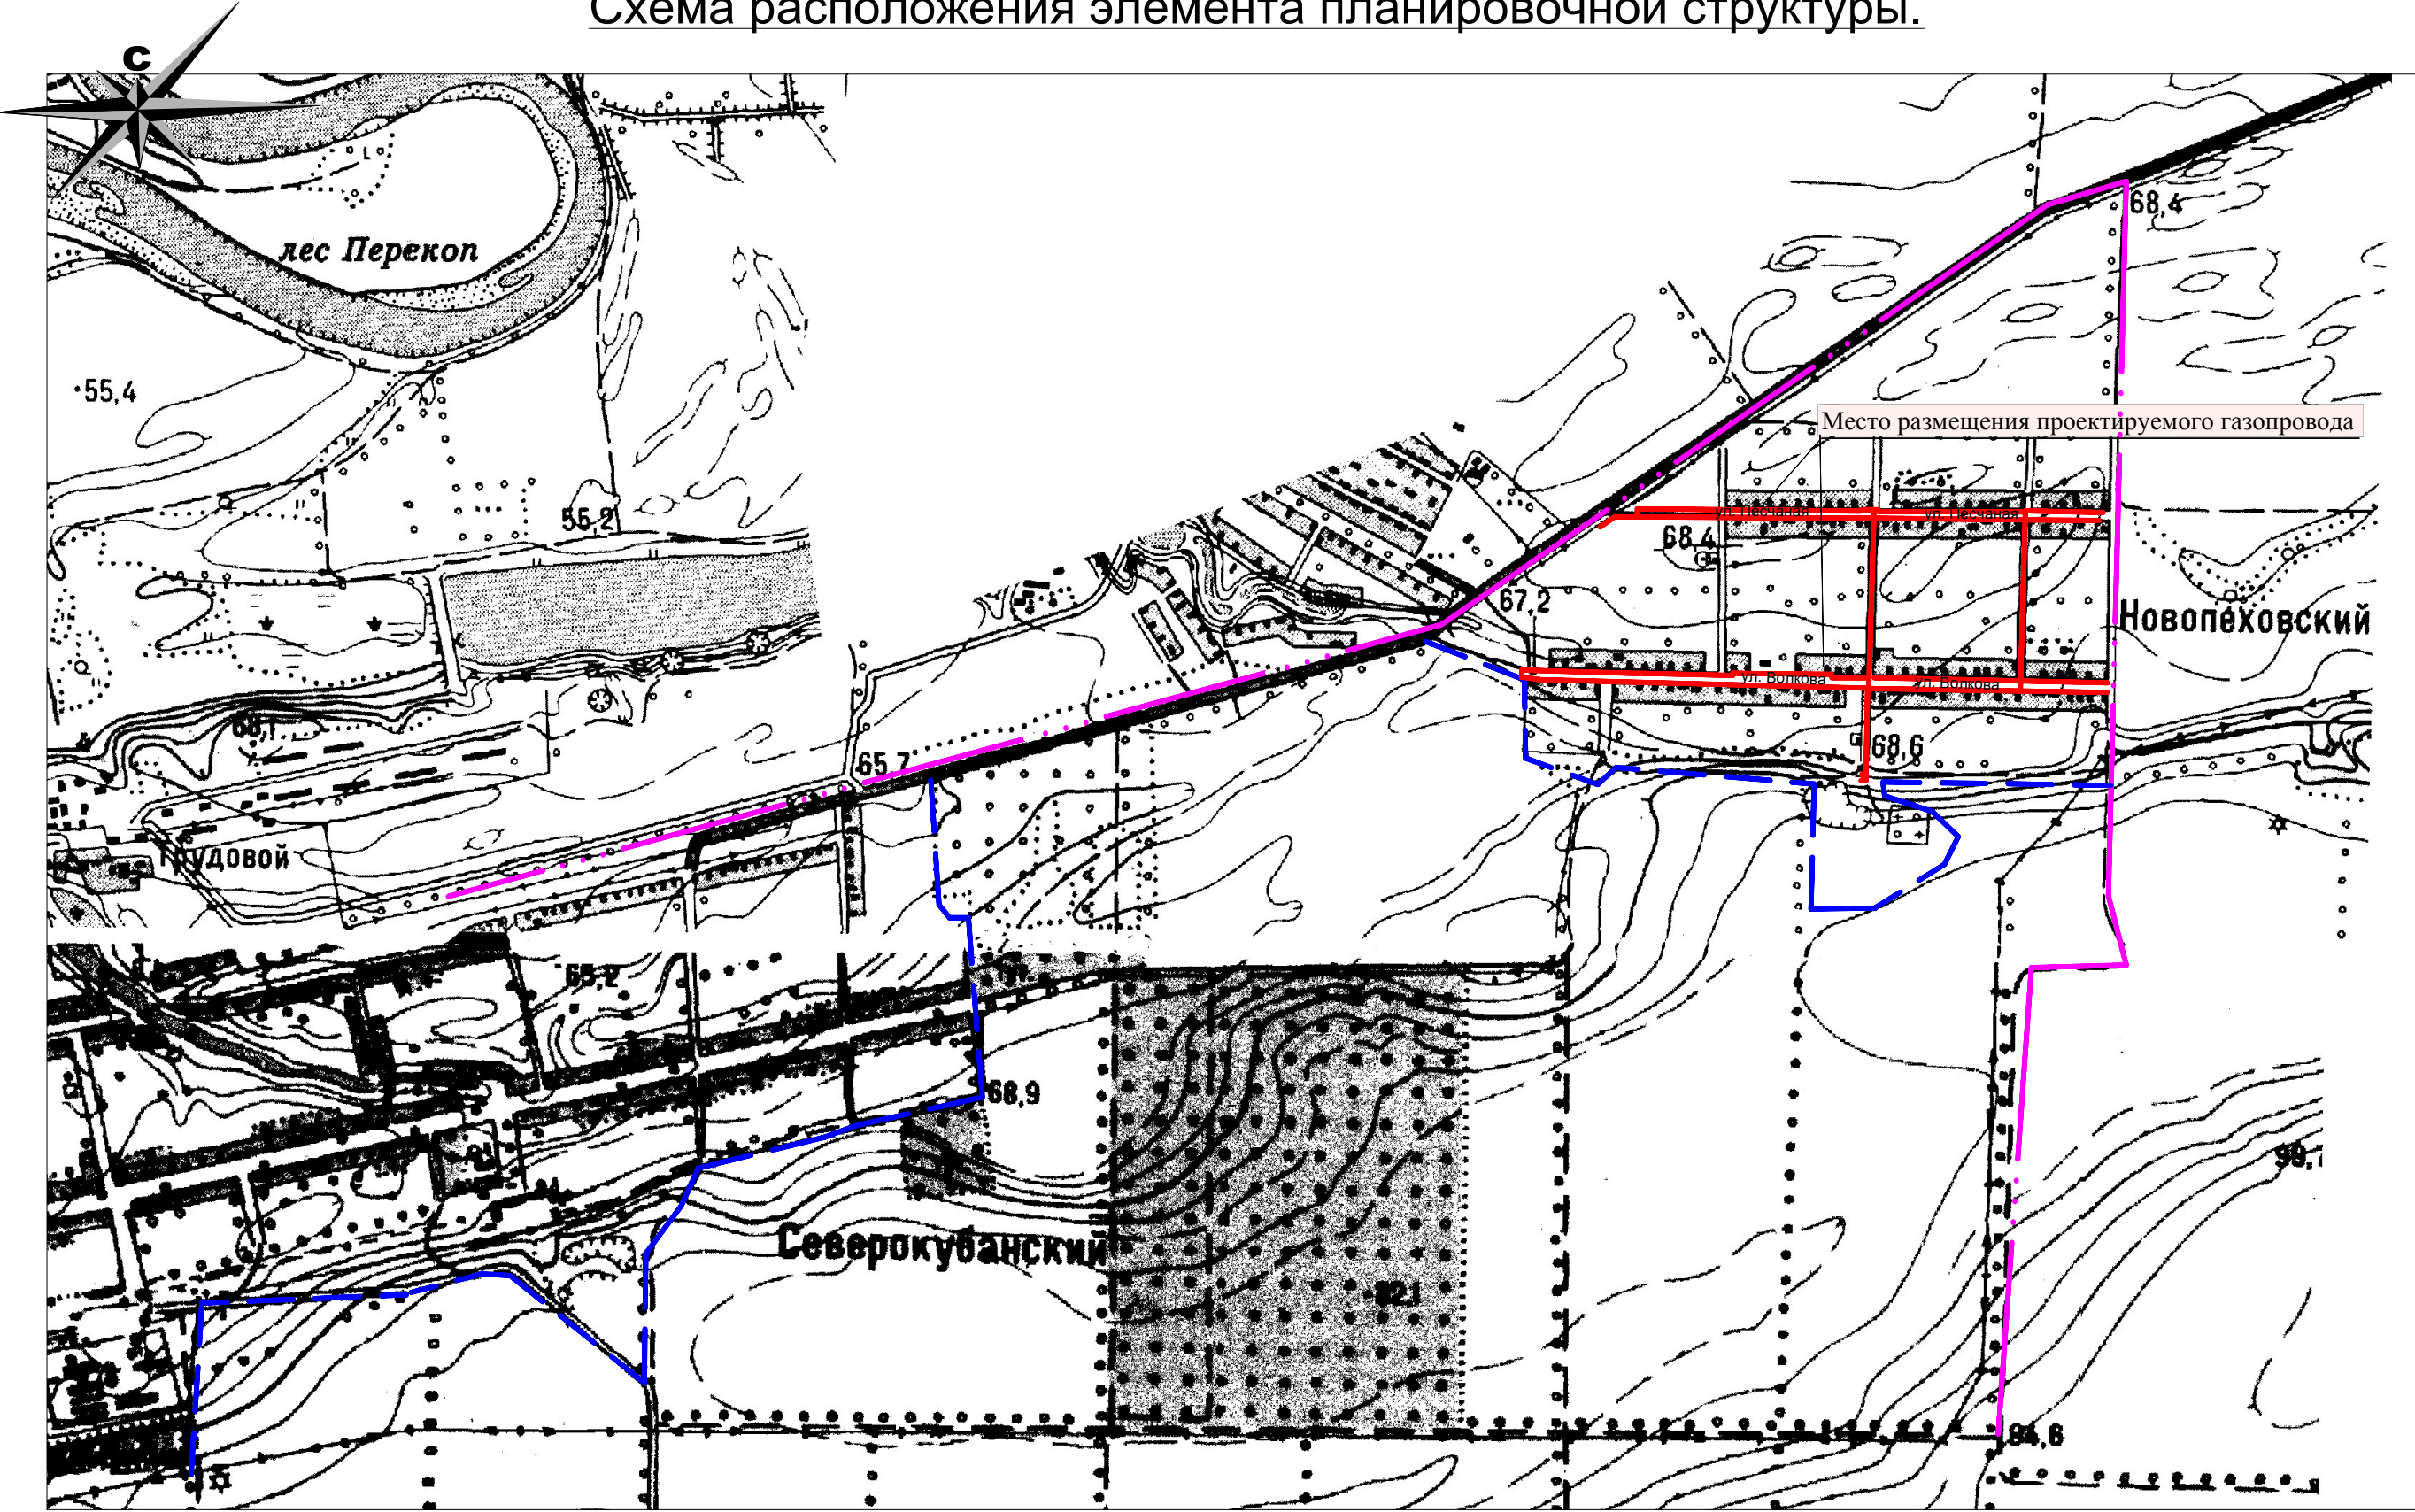 Схема расположения элемента планировочной структуры.
С
68,4
лес Перекоп
55,4
Место размещения проектируемого газопровода
55,2
ул. Песчаная
ул. Песчаная
68,4
67,2
Новопеховский
ул. Волкова
ул. Волкова
68,1
65,7
68,6
Трудовой
65,2
68,9
Северокубанский
84,6